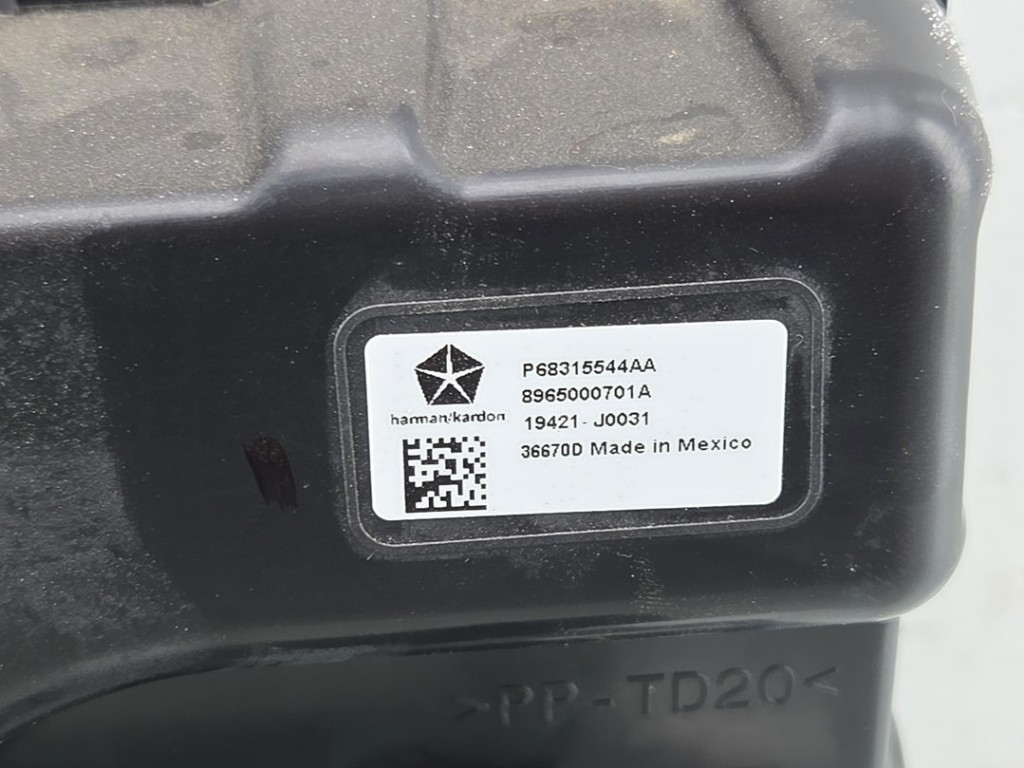 P68315544AA
8965000701A
harman/kardon
19421-J0031
36670D Made in Mexico
>PP-TD20<